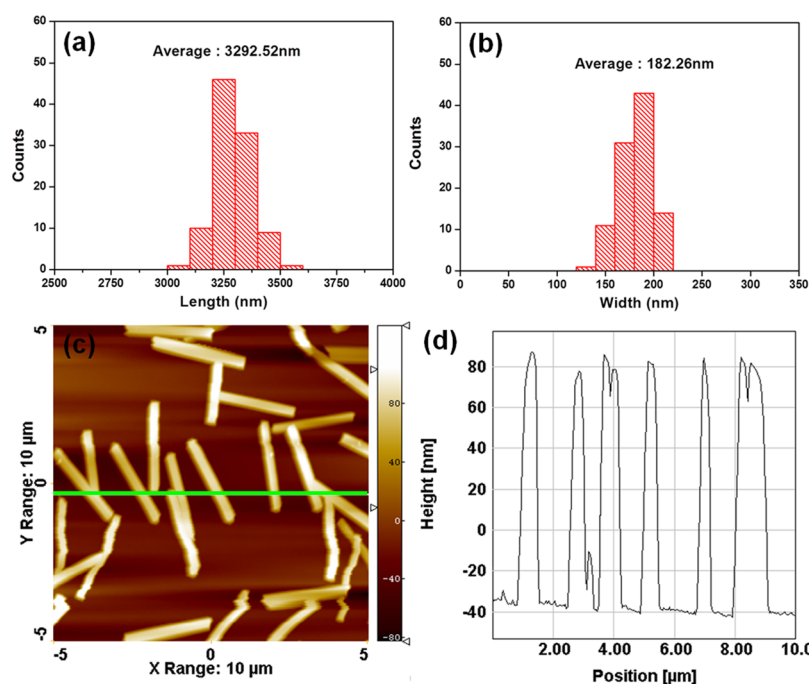 (a)
Average : 3292.52nm
Counts
60
50
40
30
20
10
0
2500 2750 3000 3250 3500 3750 4000
Length (nm)
(b)
Average : 182.26nm
Counts
60
50
40
30
20
10
0
0 50 100 150 200 250 300 350
Width (nm)
(c)
Y Range: 10 µm
5
0
-5
-5 0 5
X Range: 10 µm
80
40
0
-40
-80
(d)
Height [nm]
80
60
40
20
0
-20
-40
2.00 4.00 6.00 8.00 10.0
Position [µm]